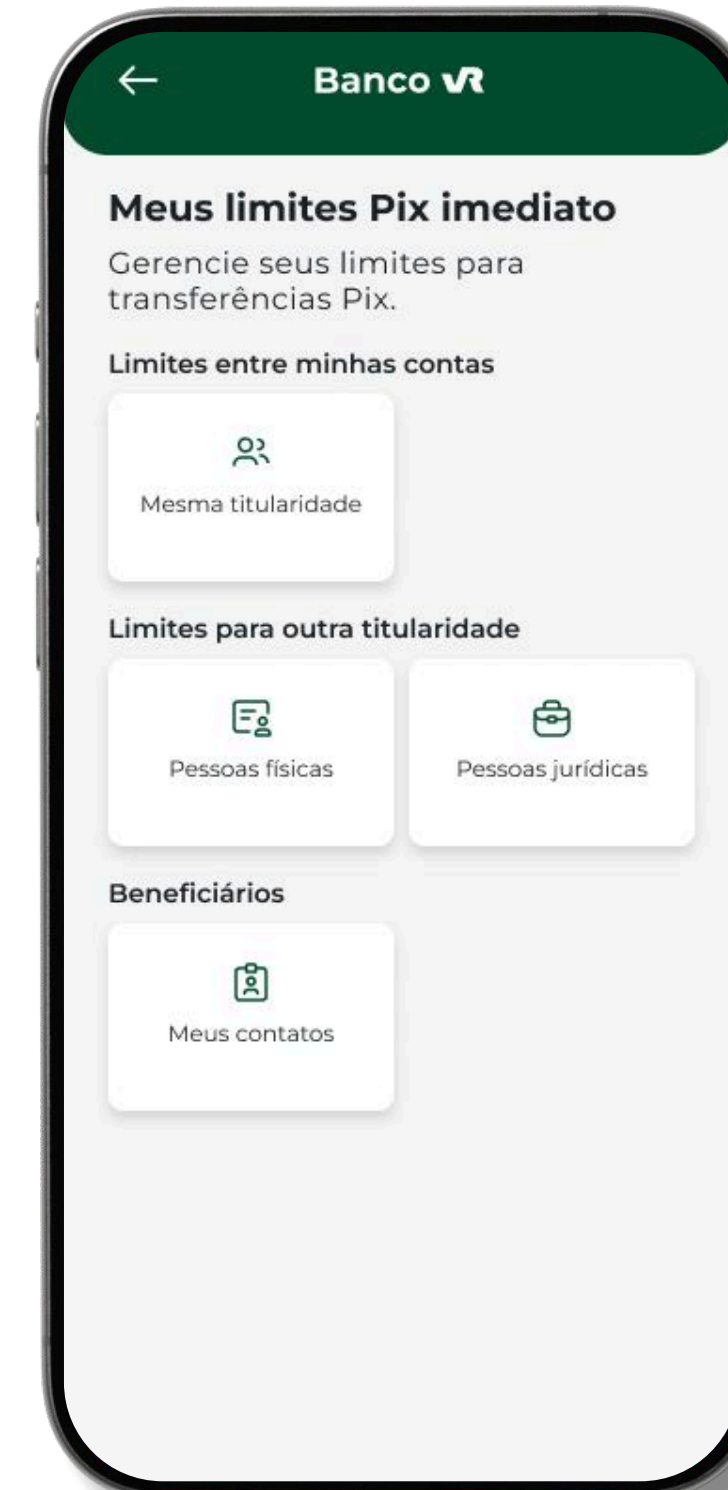 Banco VR
Meus limites Pix imediato
Gerencie seus limites para
transferências Pix.
Limites entre minhas contas
Mesma titularidade
Limites para outra titularidade
Pessoas físicas
Pessoas jurídicas
Beneficiários
Meus contatos